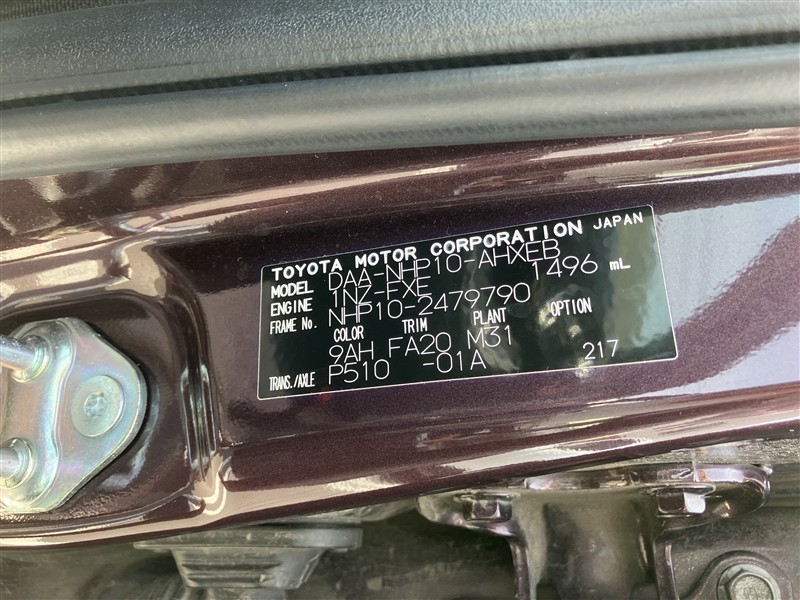 TOYOTA MOTOR CORPORATION JAPAN
MODEL DAA-NHP10-AHXEB
ENGINE 1NZ-FXE 1496 mL
FRAME No. NHP10-2479790
COLOR TRIM PLANT OPTION
9AH FA20 M31
TRANS./AXLE P510 -01A 217